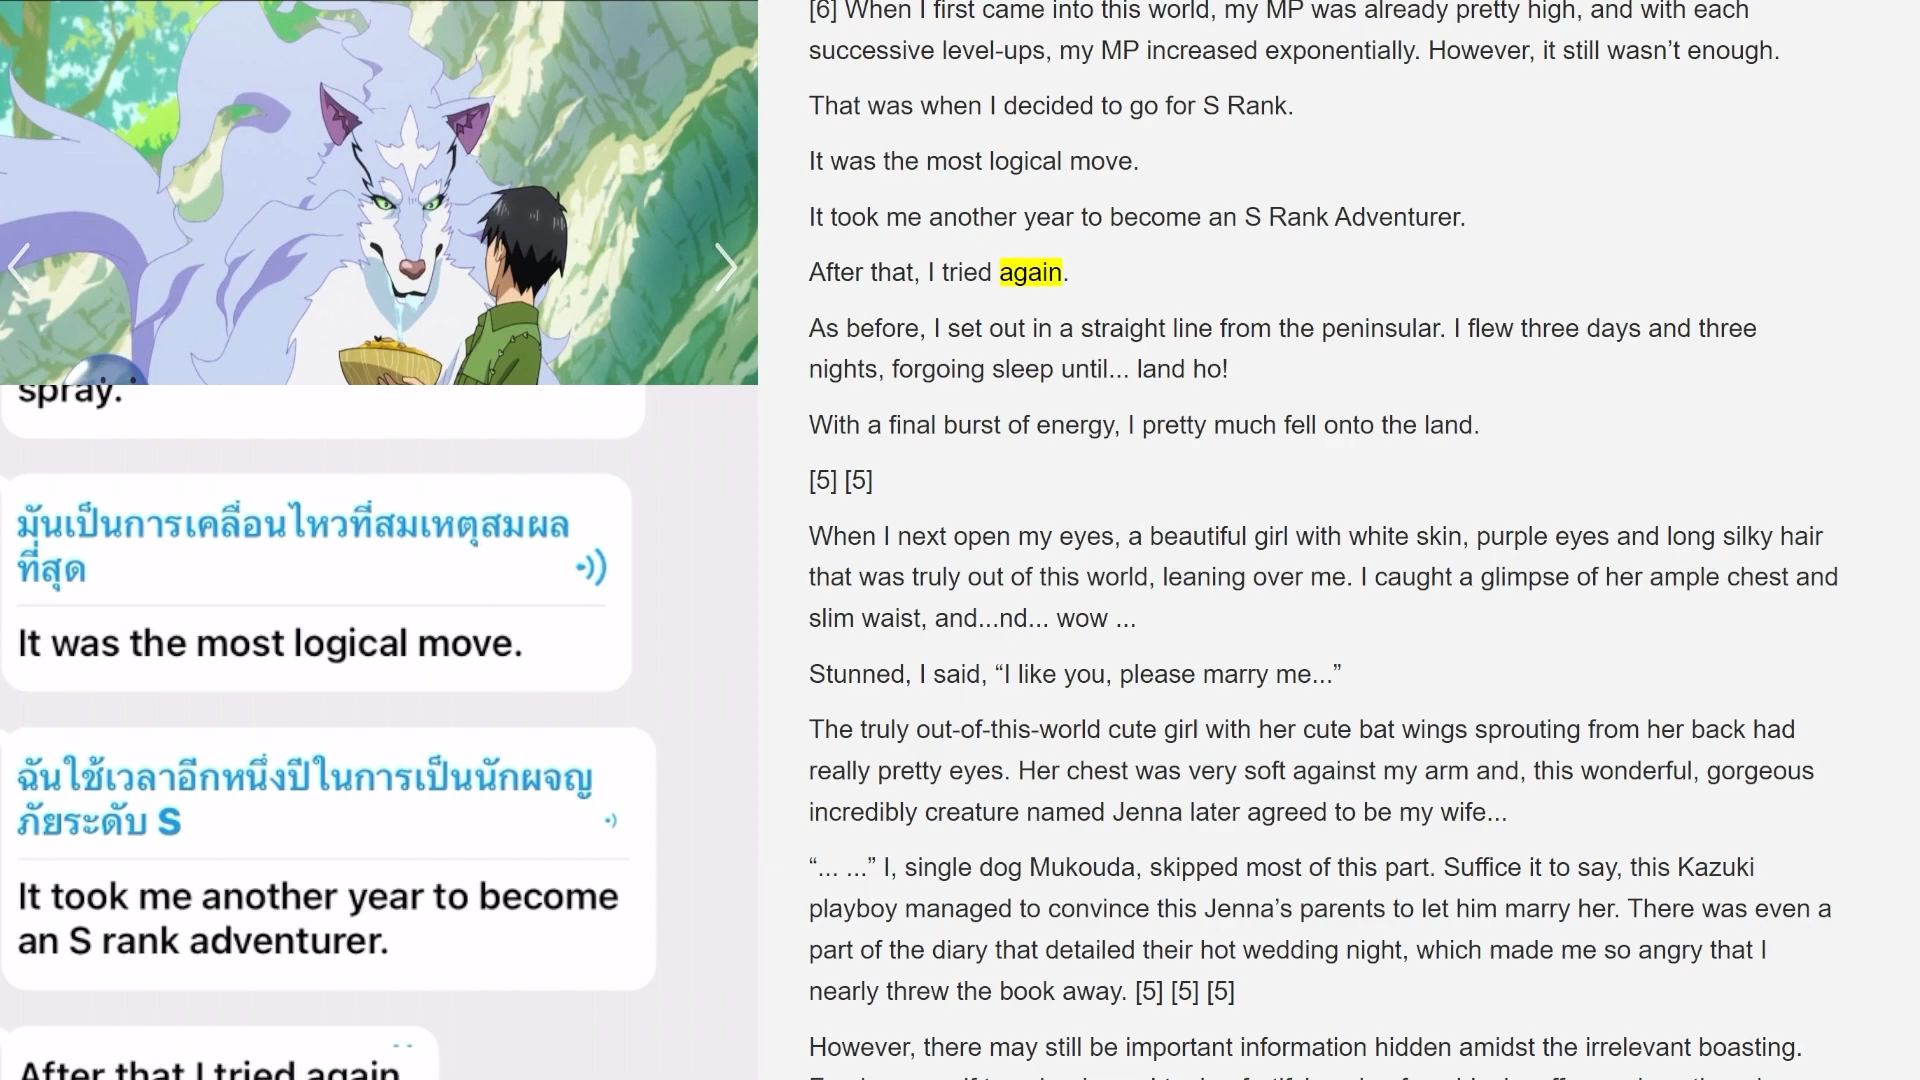 spray.
มันเป็นการเคลื่อนไหวที่สมเหตุสมผล
ที่สุด
It was the most logical move.
ฉันใช้เวลาอีกหนึ่งปีในการเป็นนักผจญ
ภัยระดับ S
It took me another year to become
an S rank adventurer.
After that I tried again
[6] When I first came into this world, my MP was already pretty high, and with each
successive level-ups, my MP increased exponentially. However, it still wasn’t enough.
That was when I decided to go for S Rank.
It was the most logical move.
It took me another year to become an S Rank Adventurer.
After that, I tried again.
As before, I set out in a straight line from the peninsular. I flew three days and three
nights, forgoing sleep until... land ho!
With a final burst of energy, I pretty much fell onto the land.
[5] [5]
When I next open my eyes, a beautiful girl with white skin, purple eyes and long silky hair
that was truly out of this world, leaning over me. I caught a glimpse of her ample chest and
slim waist, and...nd... wow ...
Stunned, I said, “I like you, please marry me...”
The truly out-of-this-world cute girl with her cute bat wings sprouting from her back had
really pretty eyes. Her chest was very soft against my arm and, this wonderful, gorgeous
incredibly creature named Jenna later agreed to be my wife...
“... ...” I, single dog Mukouda, skipped most of this part. Suffice it to say, this Kazuki
playboy managed to convince this Jenna’s parents to let him marry her. There was even a
part of the diary that detailed their hot wedding night, which made me so angry that I
nearly threw the book away. [5] [5] [5]
However, there may still be important information hidden amidst the irrelevant boasting.